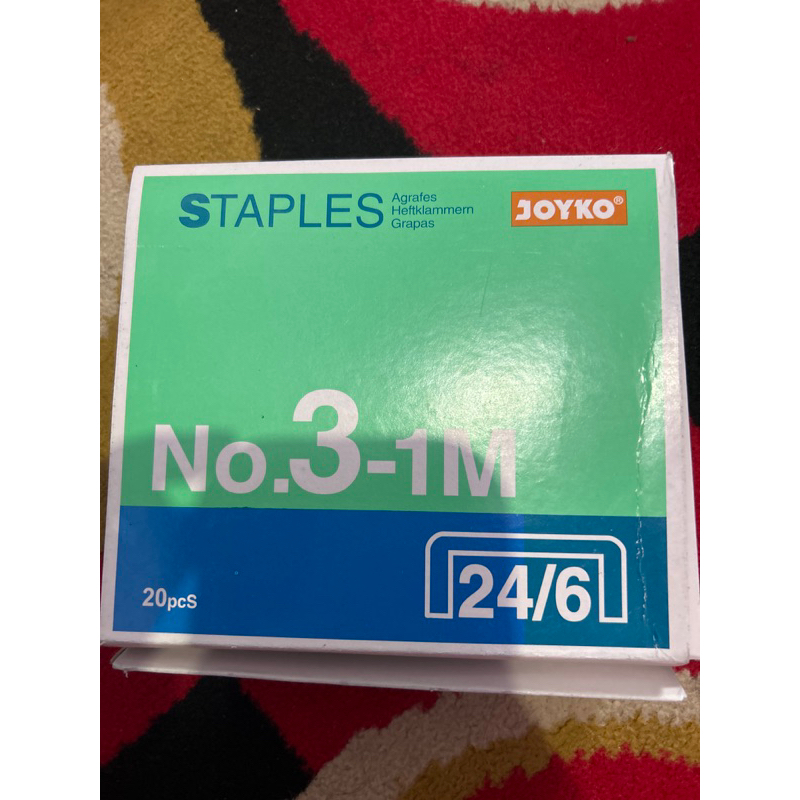 STAPLES
Agrafes
Heftklammern
Grapas
JOYKO®
No.3-1M
24/6
20pcS